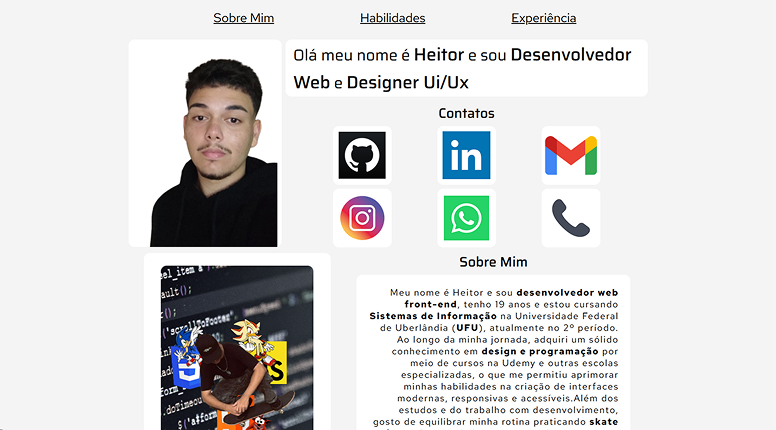 Sobre Mim Habilidades Experiência
Olá meu nome é Heitor e sou Desenvolvedor
Web e Designer Ui/Ux
Contatos
in
Sobre Mim
Meu nome é Heitor e sou desenvolvedor web
front-end, tenho 19 anos e estou cursando
Sistemas de Informação na Universidade Federal
de Uberlândia (UFU), atualmente no 2º período.
Ao longo da minha jornada, adquiri um sólido
conhecimento em design e programação por
meio de cursos na Udemy e outras escolas
especializadas, o que me permitiu aprimorar
minhas habilidades na criação de interfaces
modernas, responsivas e acessíveis.Além dos
estudos e do trabalho com desenvolvimento,
gosto de equilibrar minha rotina praticando skate